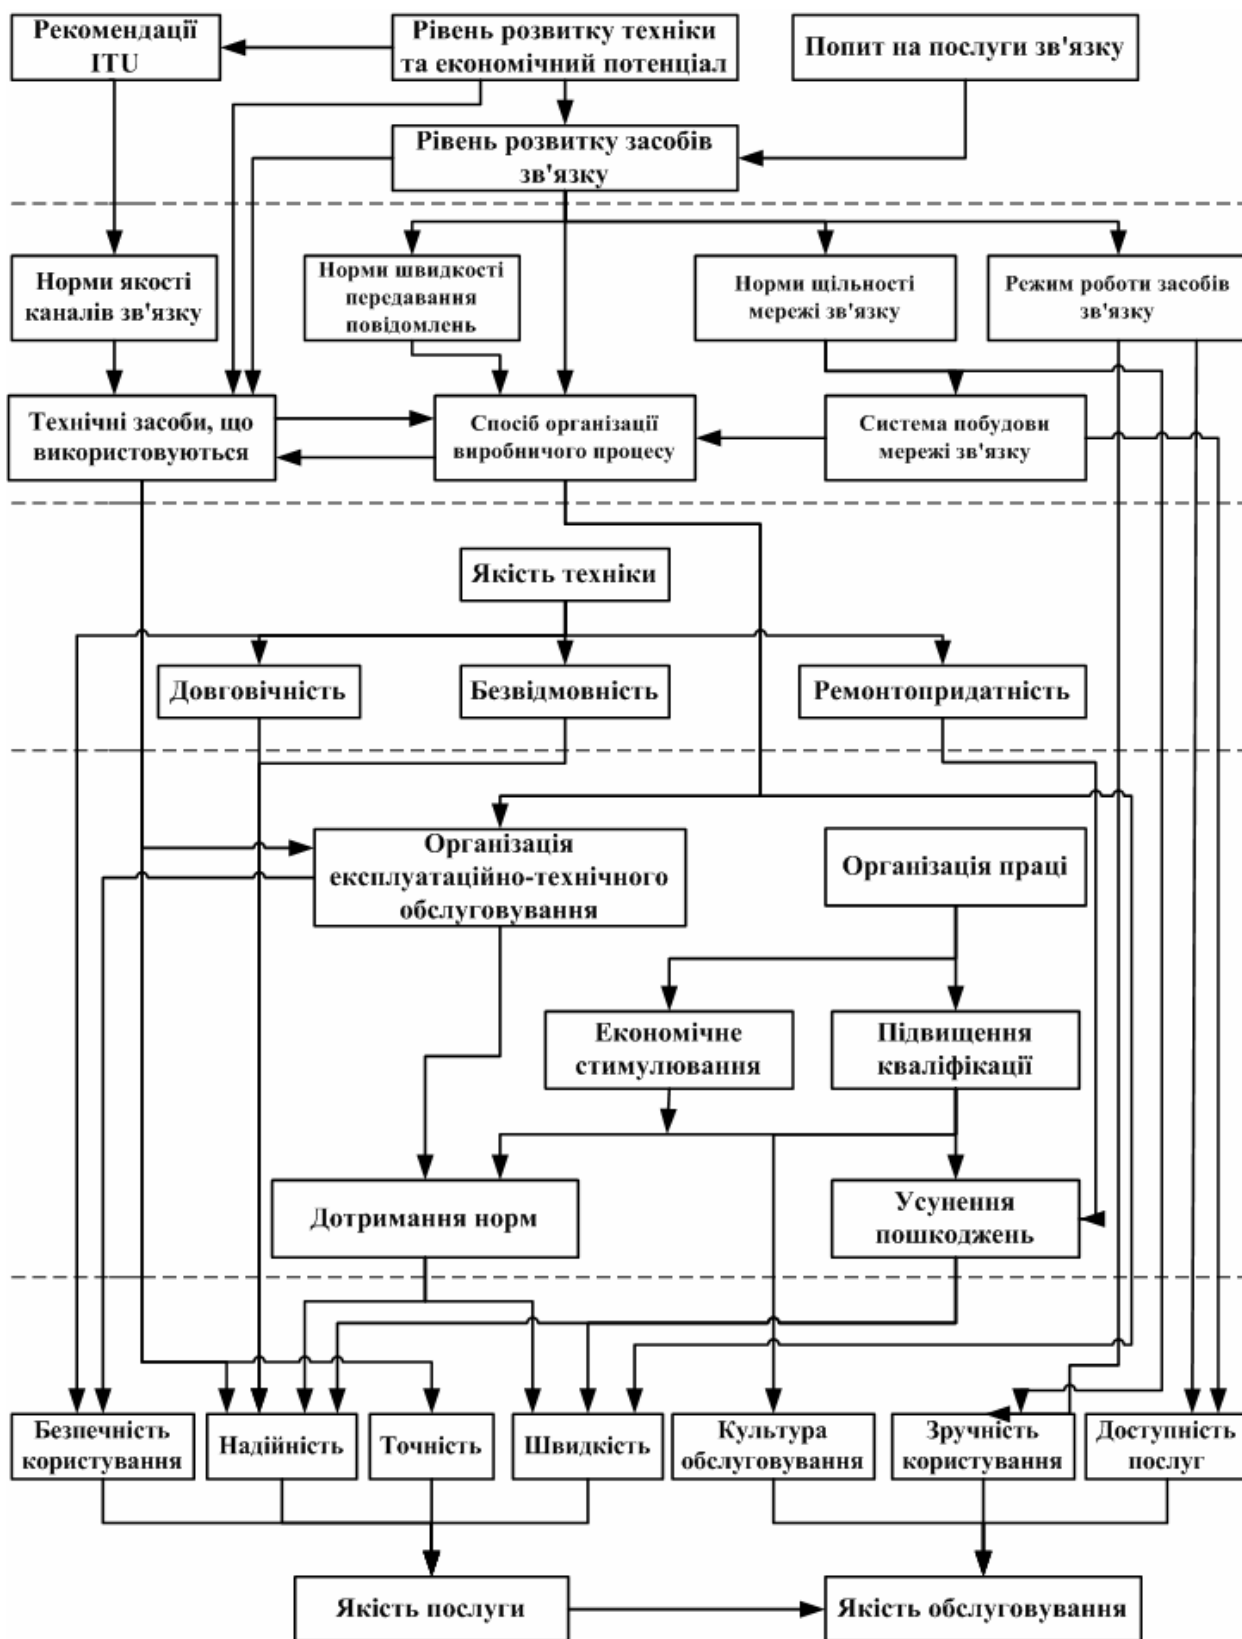 Рекомендації
ITU
Рівень розвитку техніки
та економічний потенціал
Попит на послуги зв'язку
Рівень розвитку засобів
зв'язку
Норми якості
каналів зв'язку
Норми швидкості
передавання
повідомлень
Норми щільності
мережі зв'язку
Режим роботи засобів
зв'язку
Технічні засоби, що
використовуються
Спосіб організації
виробничого процесу
Система побудови
мережі зв'язку
Якість техніки
Довговічність
Безвідмовність
Ремонтопридатність
Організація
експлуатаційно-технічного
обслуговування
Організація праці
Економічне
стимулювання
Підвищення
кваліфікації
Дотримання норм
Усунення
пошкоджень
Безпечність
користування
Надійність
Точність
Швидкість
Культура
обслуговування
Зручність
користування
Доступність
послуг
Якість послуги
Якість обслуговування